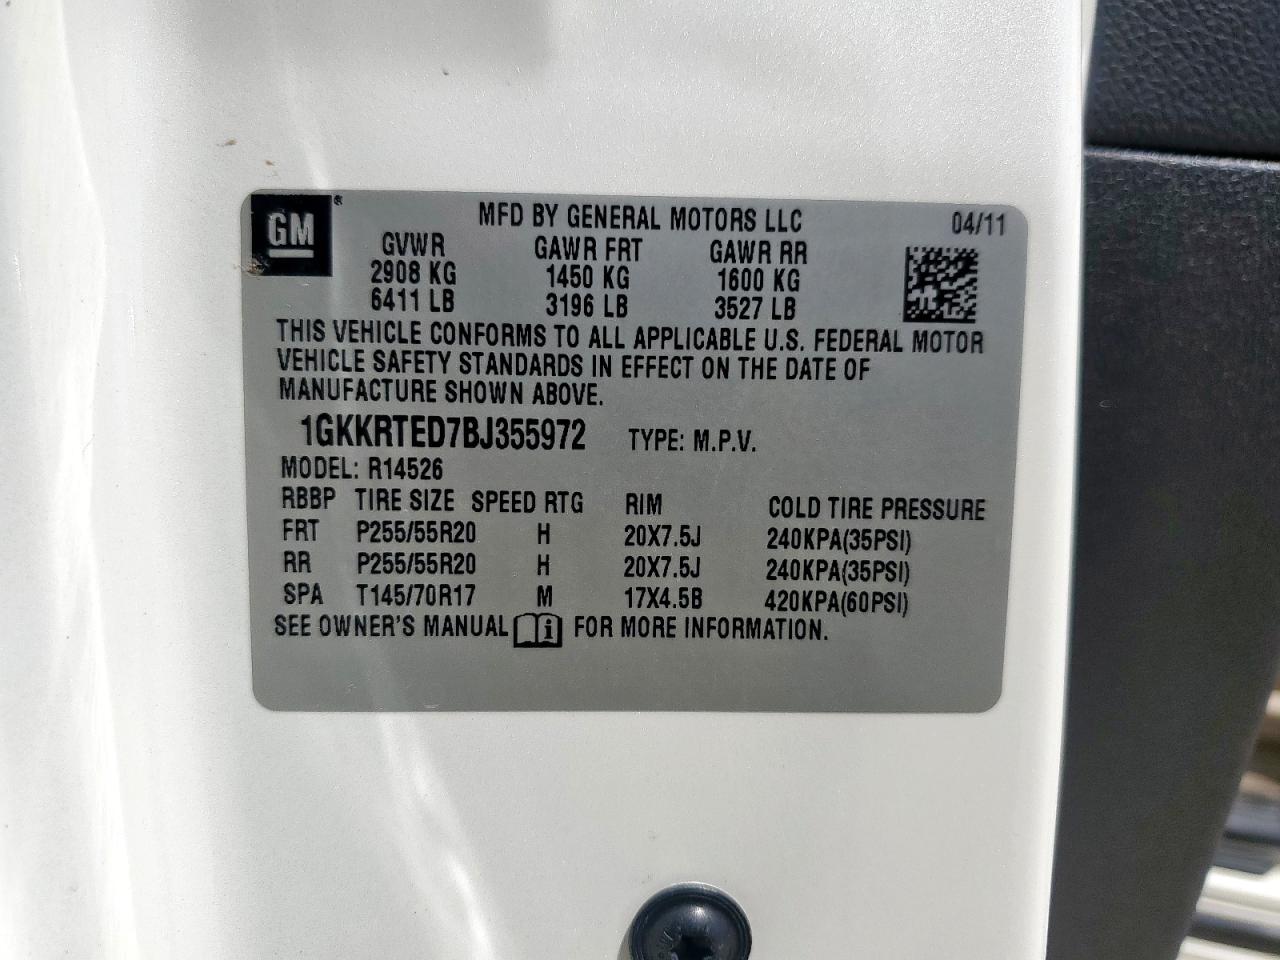 GM ®
MFD BY GENERAL MOTORS LLC 04/11
GVWR GAWR FRT GAWR RR
2908 KG 1450 KG 1600 KG
6411 LB 3196 LB 3527 LB
THIS VEHICLE CONFORMS TO ALL APPLICABLE U.S. FEDERAL MOTOR
VEHICLE SAFETY STANDARDS IN EFFECT ON THE DATE OF
MANUFACTURE SHOWN ABOVE.
1GKKRTED7BJ355972 TYPE: M.P.V.
MODEL: R14526
RBBP TIRE SIZE SPEED RTG RIM COLD TIRE PRESSURE
FRT P255/55R20 H 20X7.5J 240KPA(35PSI)
RR P255/55R20 H 20X7.5J 240KPA(35PSI)
SPA T145/70R17 M 17X4.5B 420KPA(60PSI)
SEE OWNER'S MANUAL i FOR MORE INFORMATION.